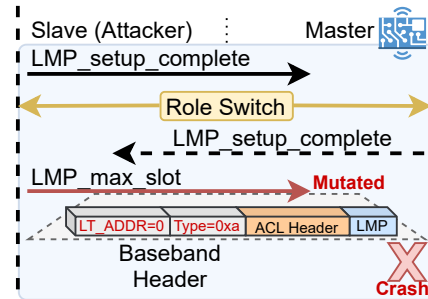 Slave (Attacker) Master
LMP_setup_complete
Role Switch
LMP_setup_complete
LMP_max_slot
Mutated
LT_ADDR=0 Type=0xa ACL Header LMP
Baseband
Header
Crash